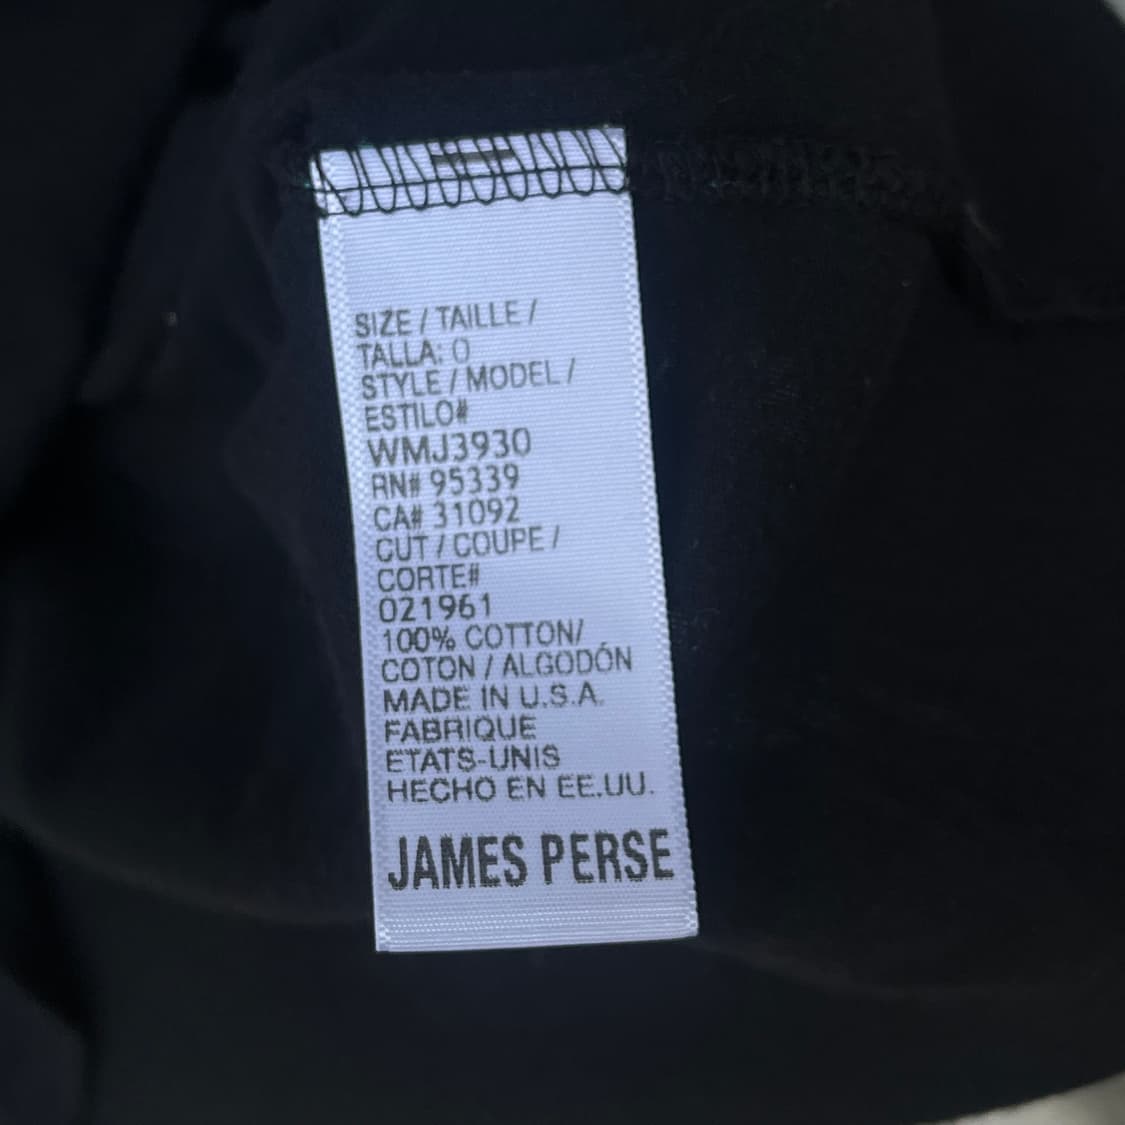 SIZE / TAILLE /
TALLA: 0
STYLE / MODEL /
ESTILO#
WMJ3930
RN# 95339
CA# 31092
CUT / COUPE /
CORTE#
021961
100% COTTON/
COTON / ALGODÓN
MADE IN U.S.A.
FABRIQUE
ETATS-UNIS
HECHO EN EE.UU.
JAMES PERSE